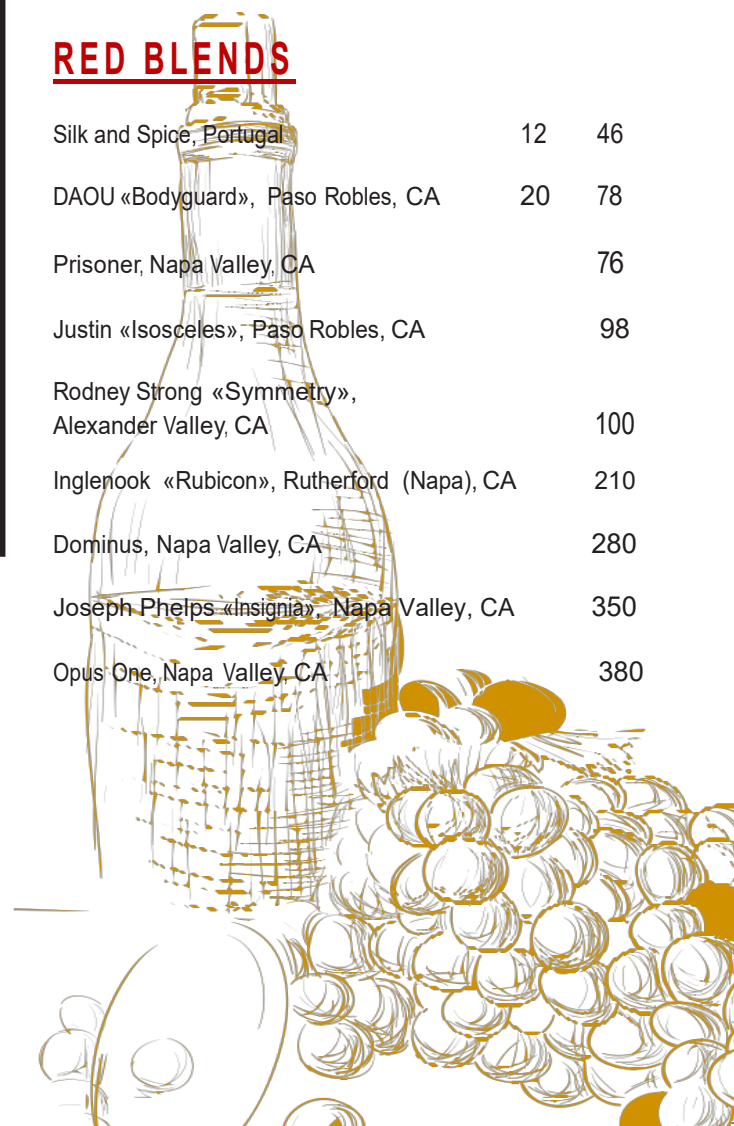 RED BLENDS
Silk and Spice, Portugal 12 46
DAOU «Bodyguard», Paso Robles, CA 20 78
Prisoner, Napa Valley, CA 76
Justin «Isosceles», Paso Robles, CA 98
Rodney Strong «Symmetry»,
Alexander Valley, CA 100
Inglenook «Rubicon», Rutherford (Napa), CA 210
Dominus, Napa Valley, CA 280
Joseph Phelps «Insignia», Napa Valley, CA 350
Opus One, Napa Valley, CA 380